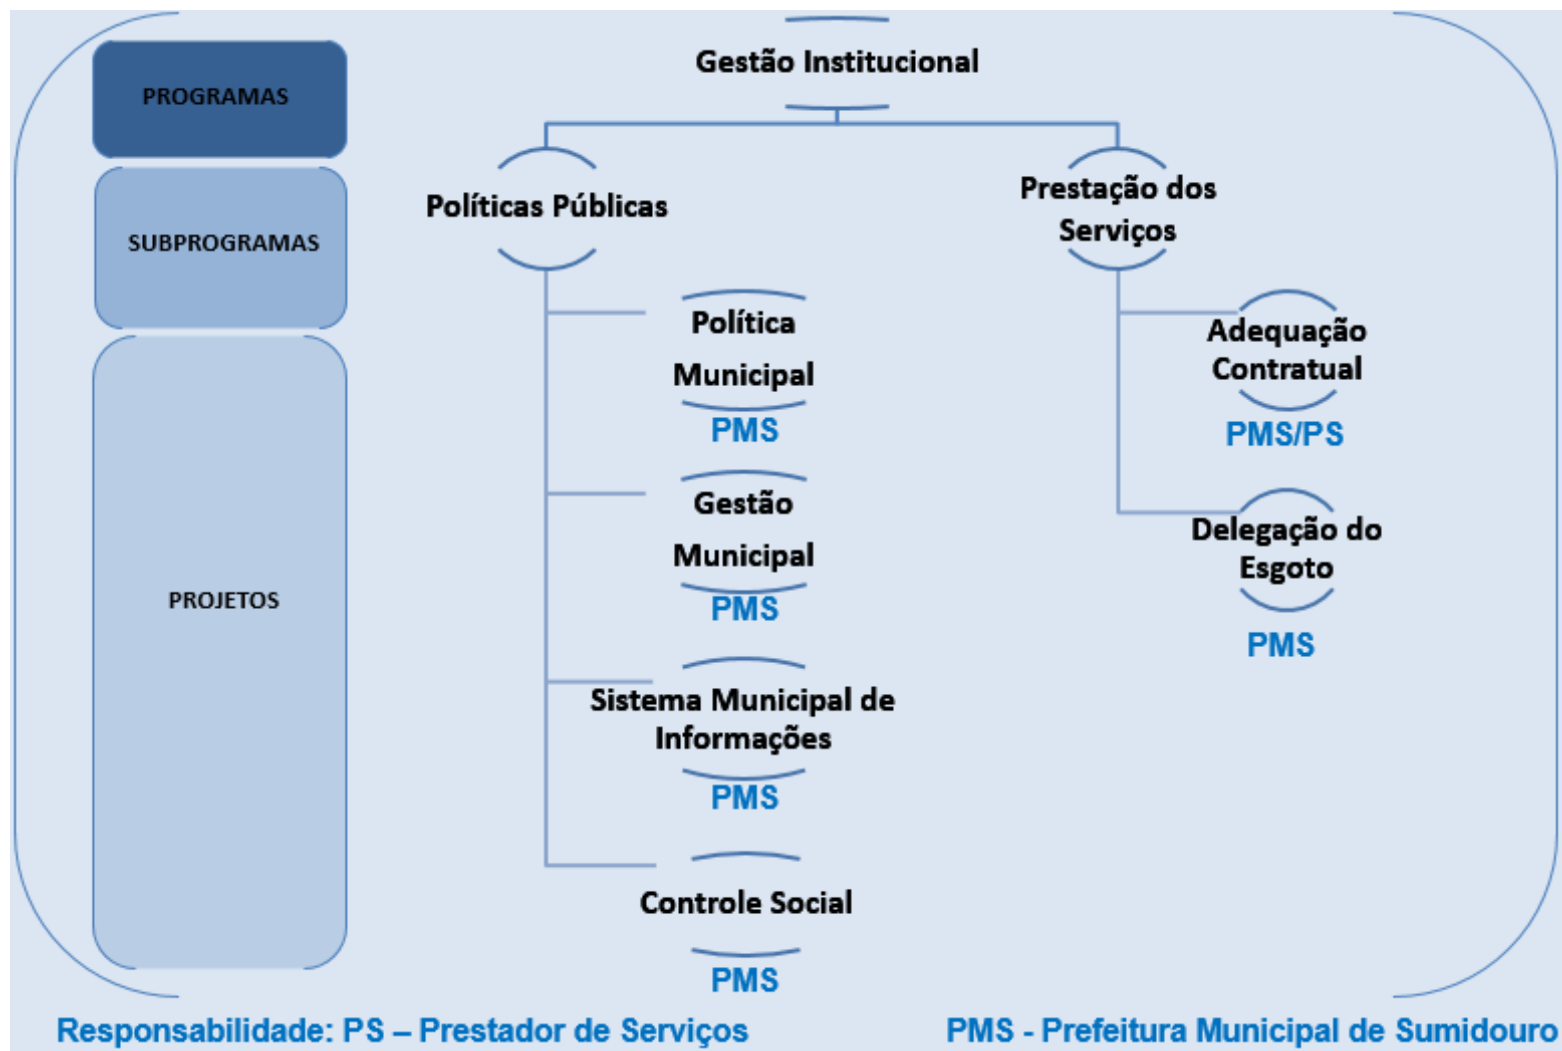 PROGRAMAS
SUBPROGRAMAS
PROJETOS
Gestão Institucional
Políticas Públicas
Política
Municipal
PMS
Gestão
Municipal
PMS
Sistema Municipal de
Informações
PMS
Controle Social
PMS
Prestação dos
Serviços
Adequação
Contratual
PMS/PS
Delegação do
Esgoto
PMS
Responsabilidade: PS – Prestador de Serviços
PMS - Prefeitura Municipal de Sumidouro